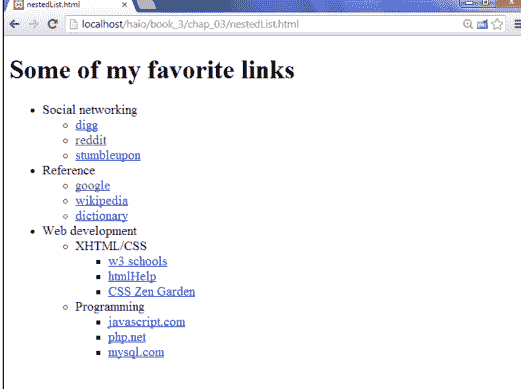 nestedList.html
localhost/haio/book_3/chap_03/nestedList.html
Some of my favorite links
Social networking
digg
reddit
stumbleupon
Reference
google
wikipedia
dictionary
Web development
XHTML/CSS
w3 schools
htmlHelp
CSS Zen Garden
Programming
javascript.com
php.net
mysql.com